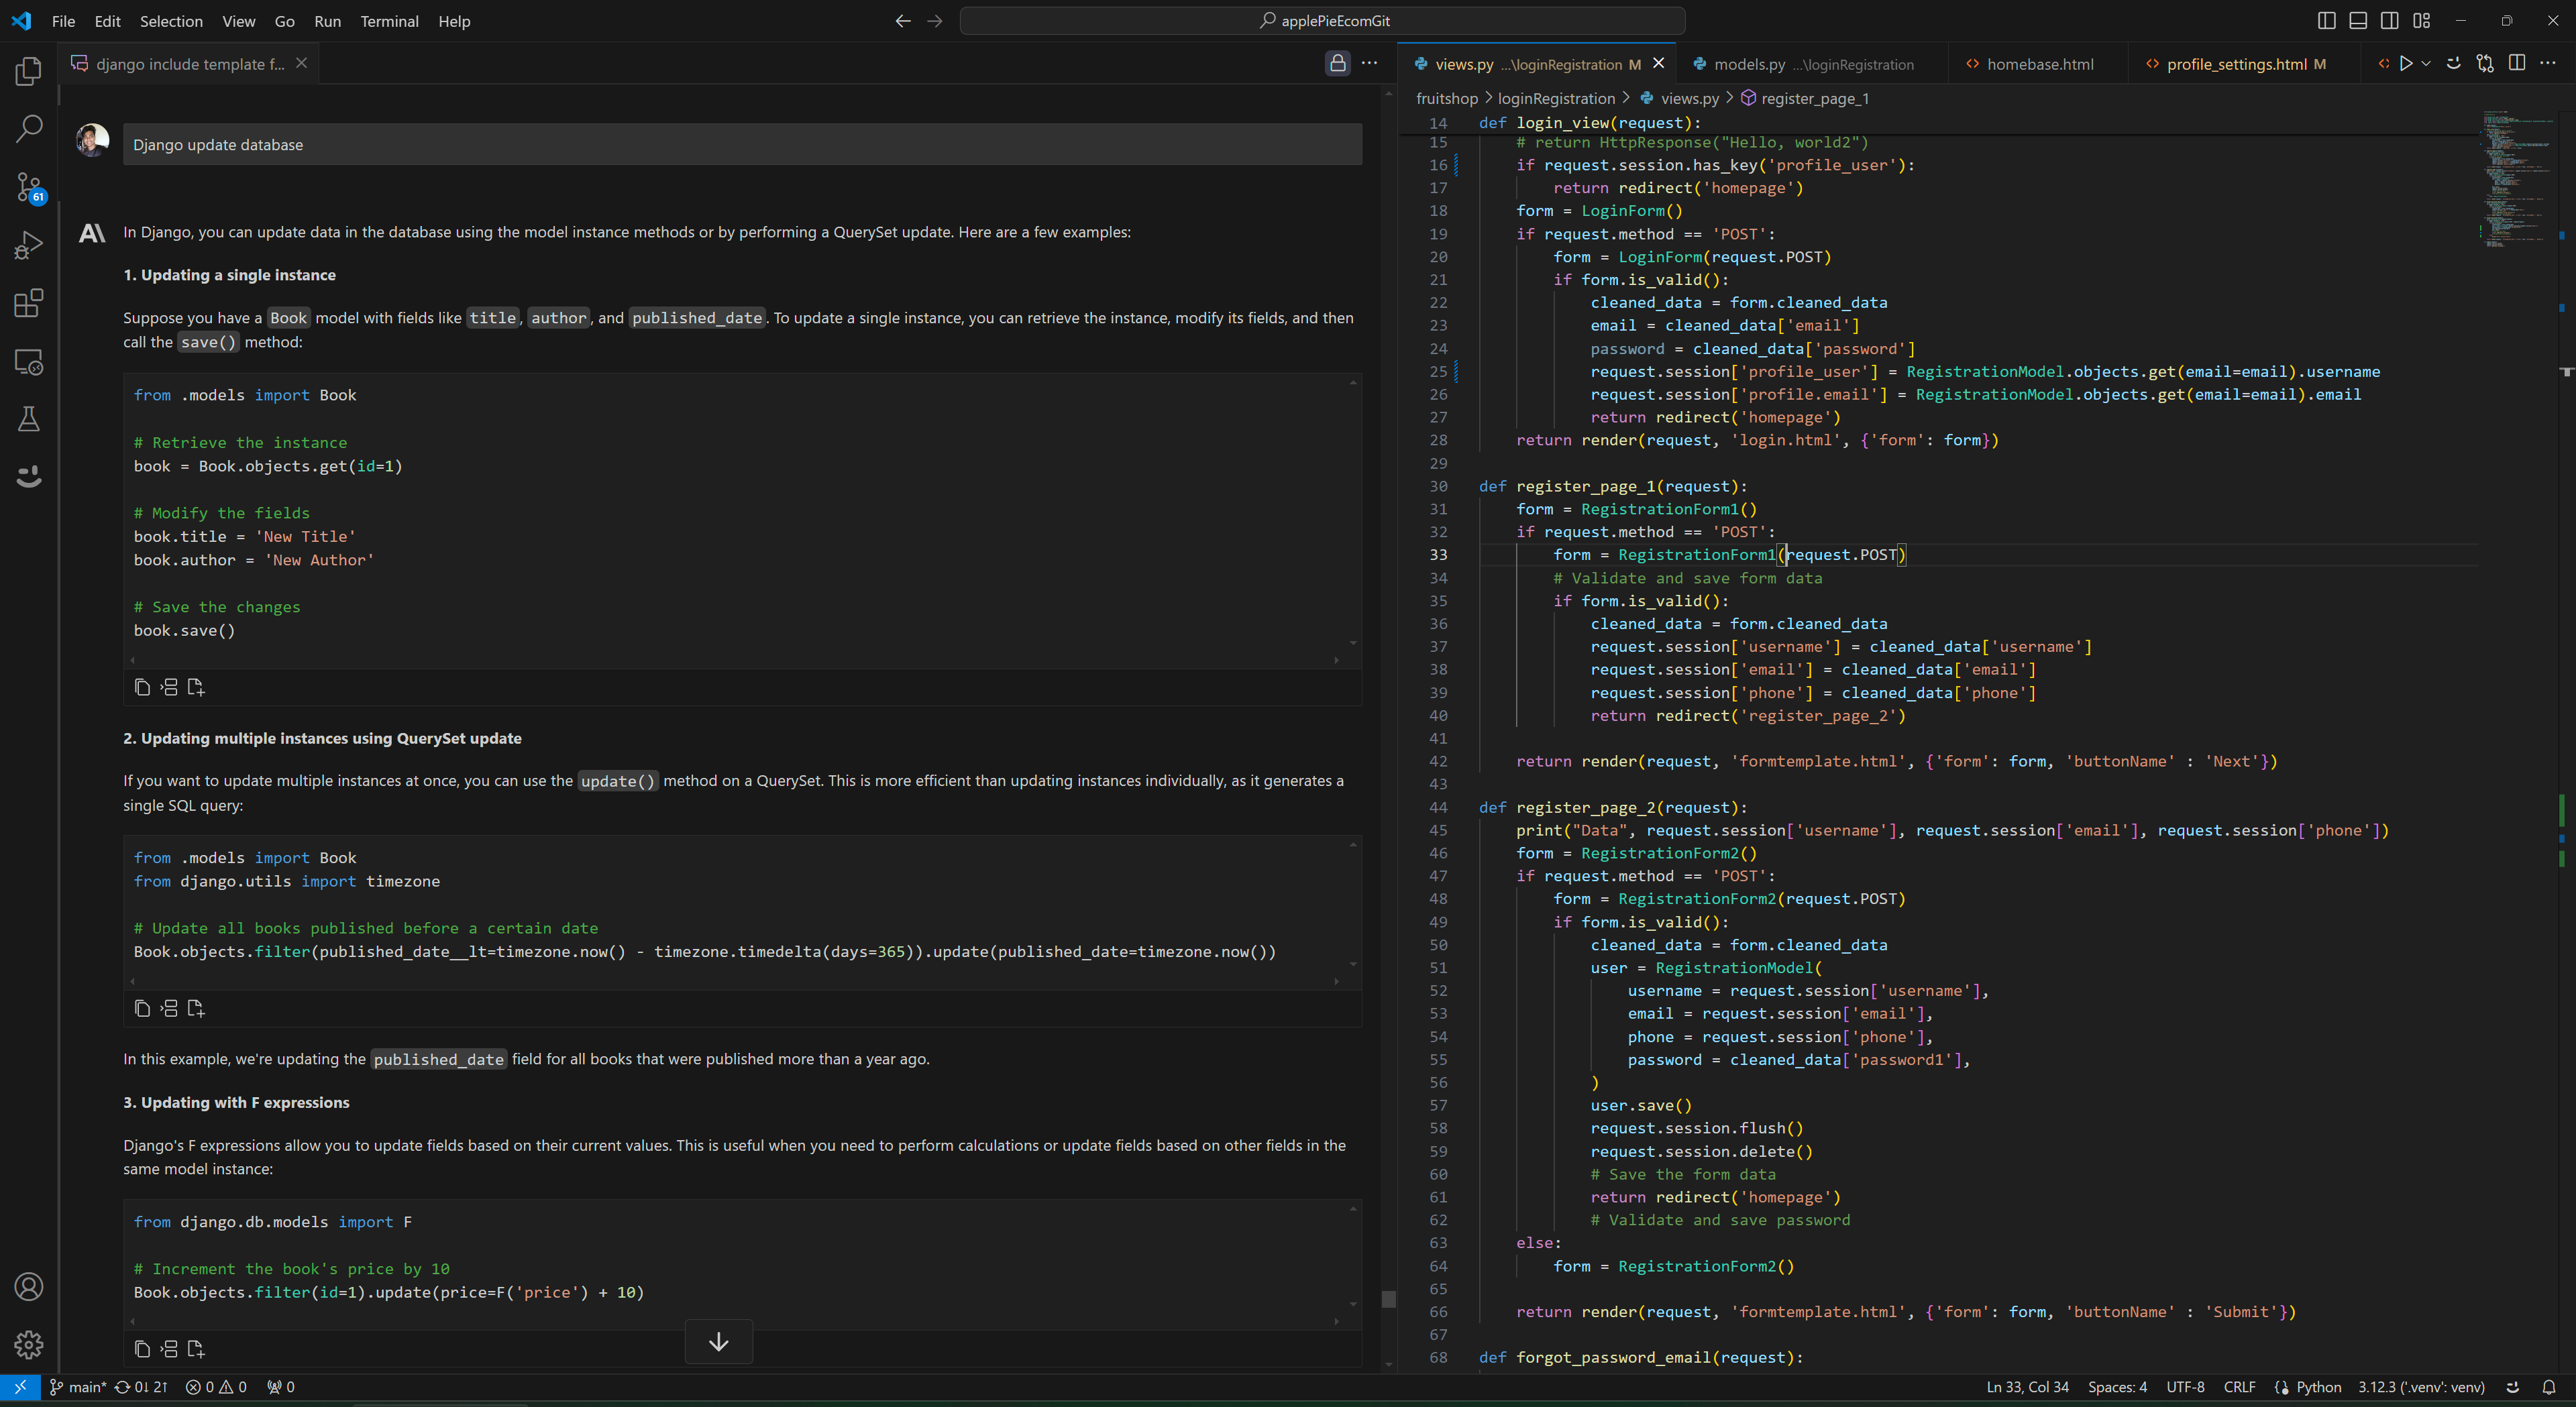 File Edit Selection View Go Run Terminal Help
applePieEcomGit
django include template f...
views.py ...\loginRegistration M
models.py ...\loginRegistration
homebase.html
profile_settings.html M
fruitshop > loginRegistration > views.py > register_page_1
61
Django update database
In Django, you can update data in the database using the model instance methods or by performing a QuerySet update. Here are a few examples:
1. Updating a single instance
Suppose you have a Book model with fields like title, author, and published_date. To update a single instance, you can retrieve the instance, modify its fields, and then
call the save() method:
from .models import Book
# Retrieve the instance
book = Book.objects.get(id=1)
# Modify the fields
book.title = 'New Title'
book.author = 'New Author'
# Save the changes
book.save()
2. Updating multiple instances using QuerySet update
If you want to update multiple instances at once, you can use the update() method on a QuerySet. This is more efficient than updating instances individually, as it generates a
single SQL query:
from .models import Book
from django.utils import timezone
# Update all books published before a certain date
Book.objects.filter(published_date__lt=timezone.now() - timezone.timedelta(days=365)).update(published_date=timezone.now())
In this example, we're updating the published_date field for all books that were published more than a year ago.
3. Updating with F expressions
Django's F expressions allow you to update fields based on their current values. This is useful when you need to perform calculations or update fields based on other fields in the
same model instance:
from django.db.models import F
# Increment the book's price by 10
Book.objects.filter(id=1).update(price=F('price') + 10)
14 def login_view(request):
15 # return HttpResponse("Hello, world2")
16 if request.session.has_key('profile_user'):
17 return redirect('homepage')
18 form = LoginForm()
19 if request.method == 'POST':
20 form = LoginForm(request.POST)
21 if form.is_valid():
22 cleaned_data = form.cleaned_data
23 email = cleaned_data['email']
24 password = cleaned_data['password']
25 request.session['profile_user'] = RegistrationModel.objects.get(email=email).username
26 request.session['profile.email'] = RegistrationModel.objects.get(email=email).email
27 return redirect('homepage')
28 return render(request, 'login.html', {'form': form})
29
30 def register_page_1(request):
31 form = RegistrationForm1()
32 if request.method == 'POST':
33 form = RegistrationForm1(request.POST)
34 # Validate and save form data
35 if form.is_valid():
36 cleaned_data = form.cleaned_data
37 request.session['username'] = cleaned_data['username']
38 request.session['email'] = cleaned_data['email']
39 request.session['phone'] = cleaned_data['phone']
40 return redirect('register_page_2')
41
42 return render(request, 'formtemplate.html', {'form': form, 'buttonName' : 'Next'})
43
44 def register_page_2(request):
45 print("Data", request.session['username'], request.session['email'], request.session['phone'])
46 form = RegistrationForm2()
47 if request.method == 'POST':
48 form = RegistrationForm2(request.POST)
49 if form.is_valid():
50 cleaned_data = form.cleaned_data
51 user = RegistrationModel(
52 username = request.session['username'],
53 email = request.session['email'],
54 phone = request.session['phone'],
55 password = cleaned_data['password1'],
56 )
57 user.save()
58 request.session.flush()
59 request.session.delete()
60 # Save the form data
61 return redirect('homepage')
62 # Validate and save password
63 else:
64 form = RegistrationForm2()
65
66 return render(request, 'formtemplate.html', {'form': form, 'buttonName' : 'Submit'})
67
68 def forgot_password_email(request):
main* 0↓ 2↑ 0 0 0
Ln 33, Col 34 Spaces: 4 UTF-8 CRLF Python 3.12.3 ('.venv': venv)